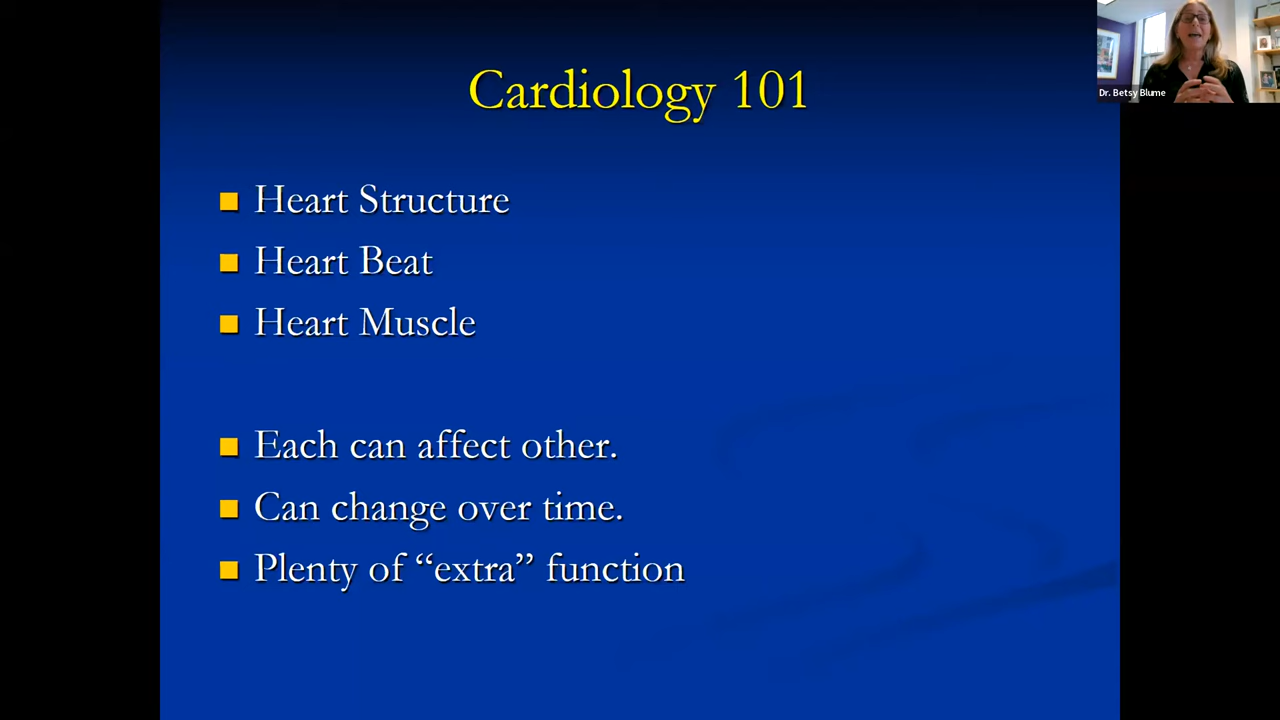 Cardiology 101
Heart Structure
Heart Beat
Heart Muscle
Each can affect other.
Can change over time.
Plenty of “extra” function
Dr. Betsy Blume